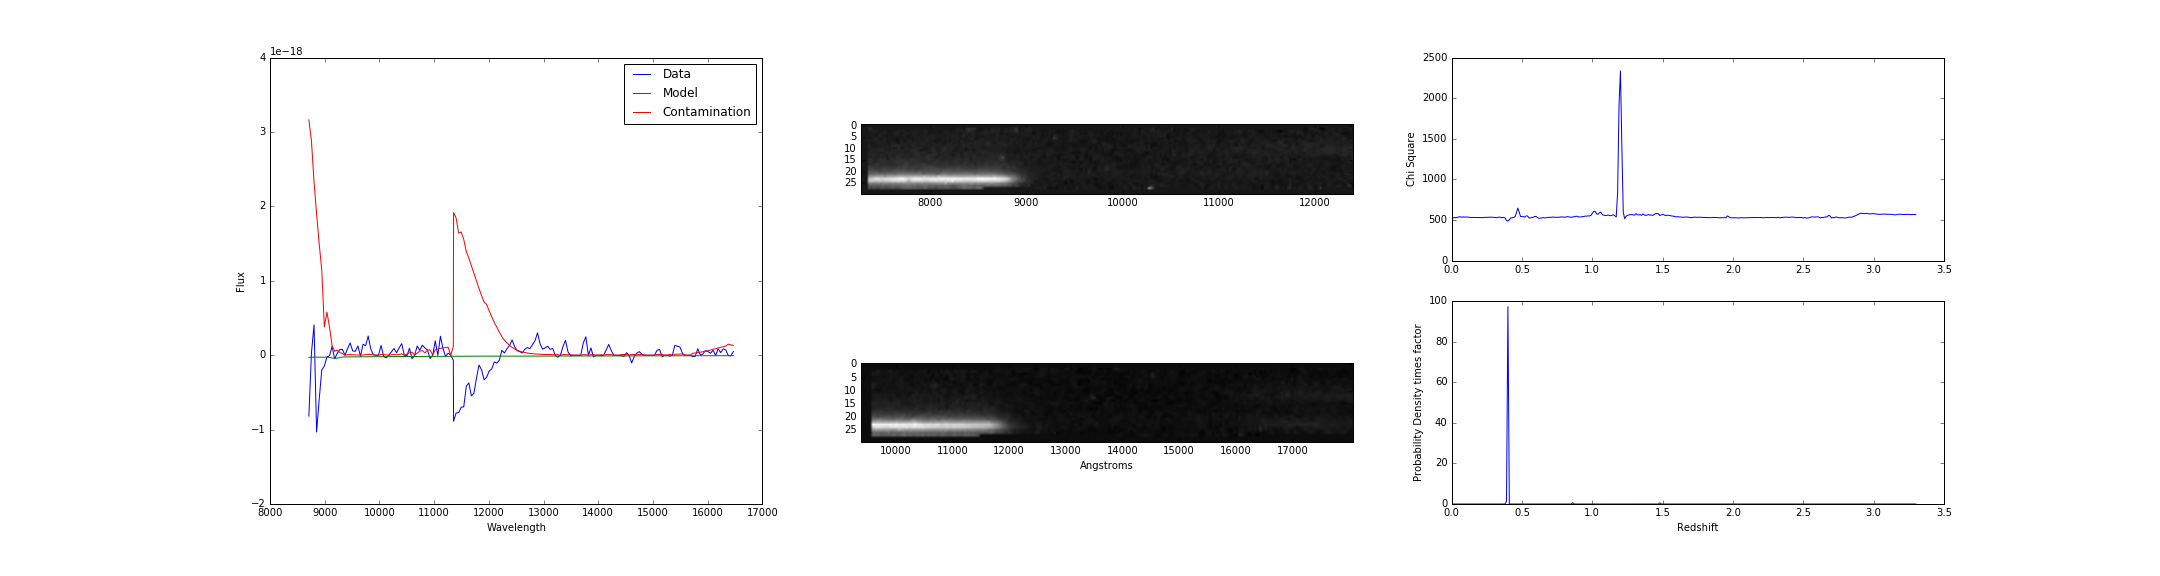 1e−18
4
3
2
1
0
−1
−2
Flux
8000 9000 10000 11000 12000 13000 14000 15000 16000 17000
Wavelength
Data
Model
Contamination
0
5
10
15
20
25
8000 9000 10000 11000 12000
0
5
10
15
20
25
10000 11000 12000 13000 14000 15000 16000 17000
Angstroms
2500
2000
1500
1000
500
0
Chi Square
0.0 0.5 1.0 1.5 2.0 2.5 3.0 3.5
100
80
60
40
20
0
Probability Density times factor
0.0 0.5 1.0 1.5 2.0 2.5 3.0 3.5
Redshift